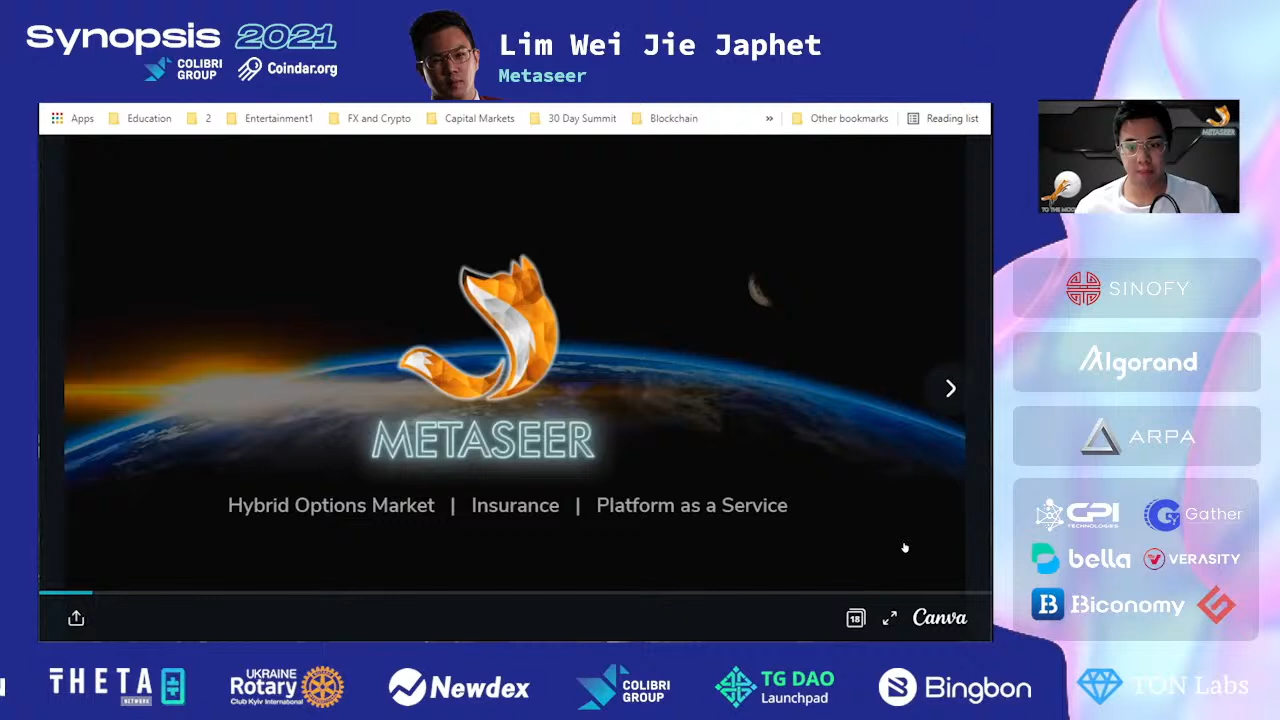 Synopsis 2021
COLIBRI GROUP
Coindar.org
Lim Wei Jie Japhet
Metaseer
Apps Education 2 Entertainment1 FX and Crypto Capital Markets 30 Day Summit Blockchain » Other bookmarks Reading list
METASEER
METASEER
Hybrid Options Market | Insurance | Platform as a Service
18 Canva
SINOFY
Algorand
ARPA
CPI TECHNOLOGIES
Gather
bella
VERASITY
Biconomy
THETA NETWORK
UKRAINE Rotary Club Kyiv International
Newdex
COLIBRI GROUP
TG DAO Launchpad
Bingbon
TON Labs